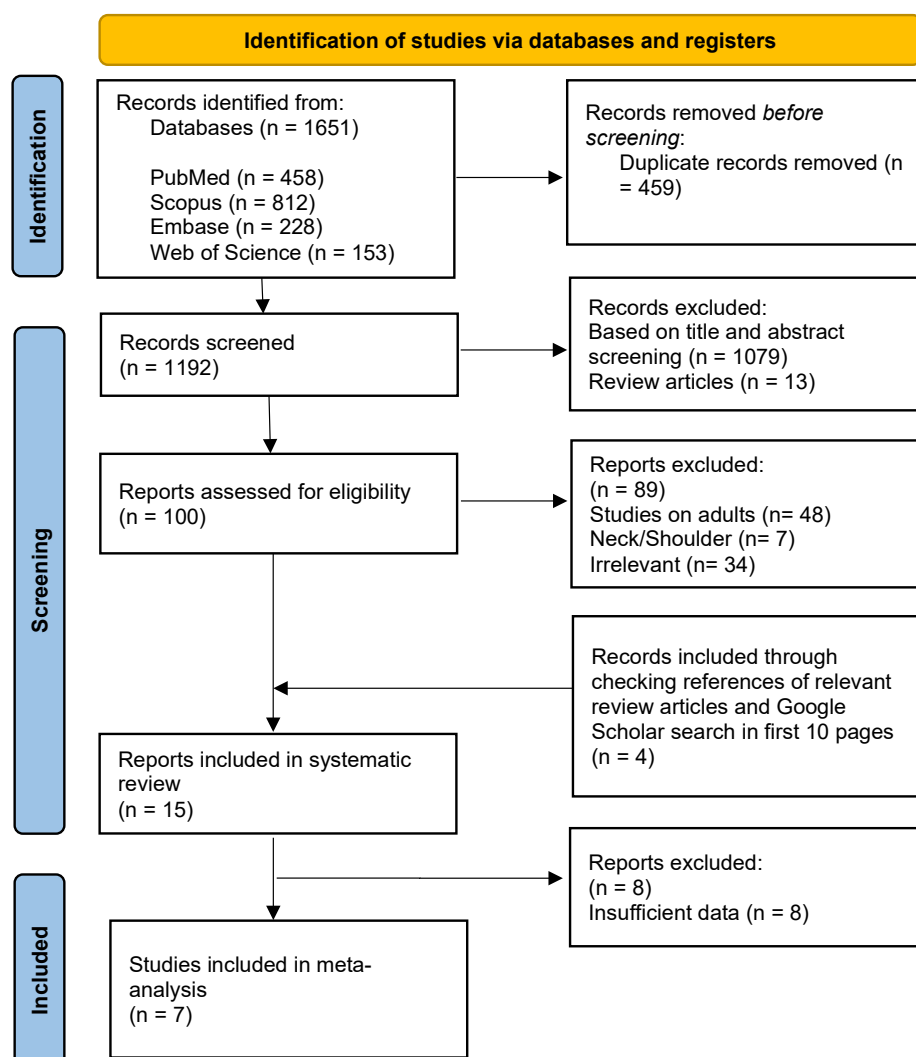 Identification of studies via databases and registers
Identification
Records identified from:
Databases (n = 1651)
PubMed (n = 458)
Scopus (n = 812)
Embase (n = 228)
Web of Science (n = 153)
Records removed before
screening:
Duplicate records removed (n
= 459)
Screening
Records screened
(n = 1192)
Records excluded:
Based on title and abstract
screening (n = 1079)
Review articles (n = 13)
Reports assessed for eligibility
(n = 100)
Reports excluded:
(n = 89)
Studies on adults (n= 48)
Neck/Shoulder (n= 7)
Irrelevant (n= 34)
Records included through
checking references of relevant
review articles and Google
Scholar search in first 10 pages
(n = 4)
Reports included in systematic
review
(n = 15)
Reports excluded:
(n = 8)
Insufficient data (n = 8)
Included
Studies included in meta-
analysis
(n = 7)